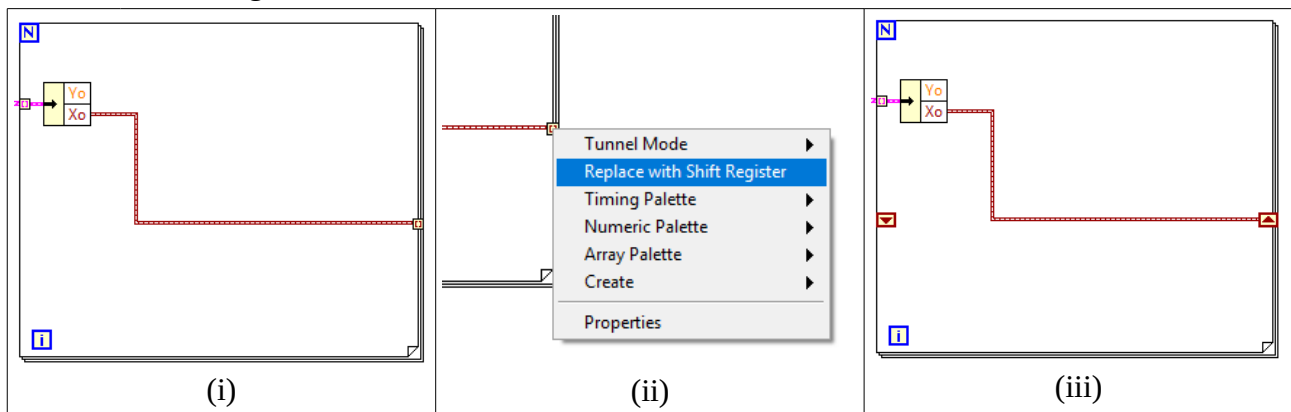 N
Yo
Xo
i
(i)
Tunnel Mode
Replace with Shift Register
Timing Palette
Numeric Palette
Array Palette
Create
Properties
(ii)
N
Yo
Xo
i
(iii)